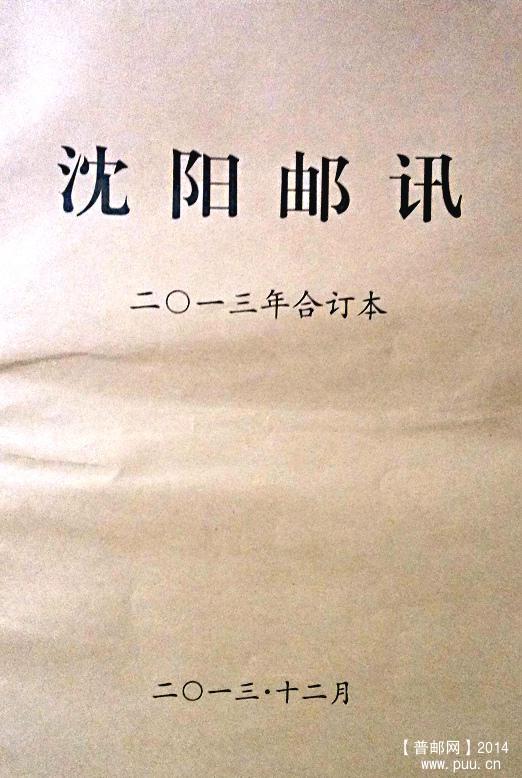 沈阳邮讯
二〇一三年合订本
二〇一三·十二月
【普邮网】2014
www.puu.cn